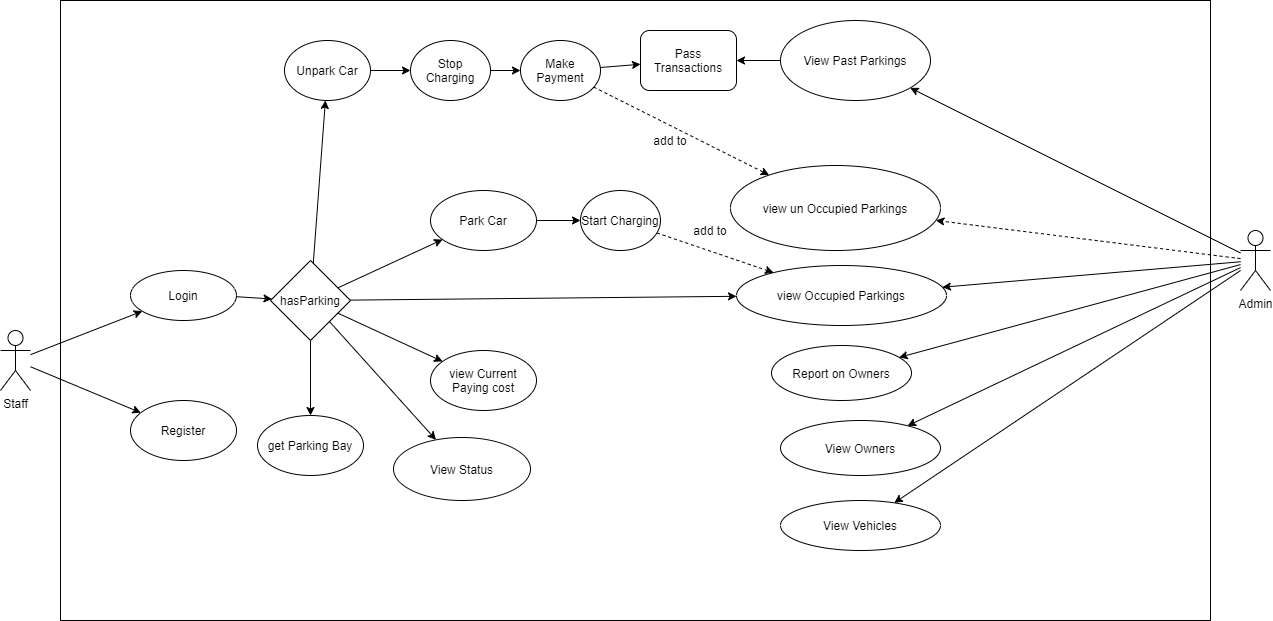 Unpark Car
Stop
Charging
Make
Payment
Pass
Transactions
View Past Parkings
add to
view un Occupied Parkings
Park Car
Start Charging
add to
view Occupied Parkings
Login
hasParking
Admin
Staff
Register
view Current
Paying cost
Report on Owners
get Parking Bay
View Status
View Owners
View Vehicles